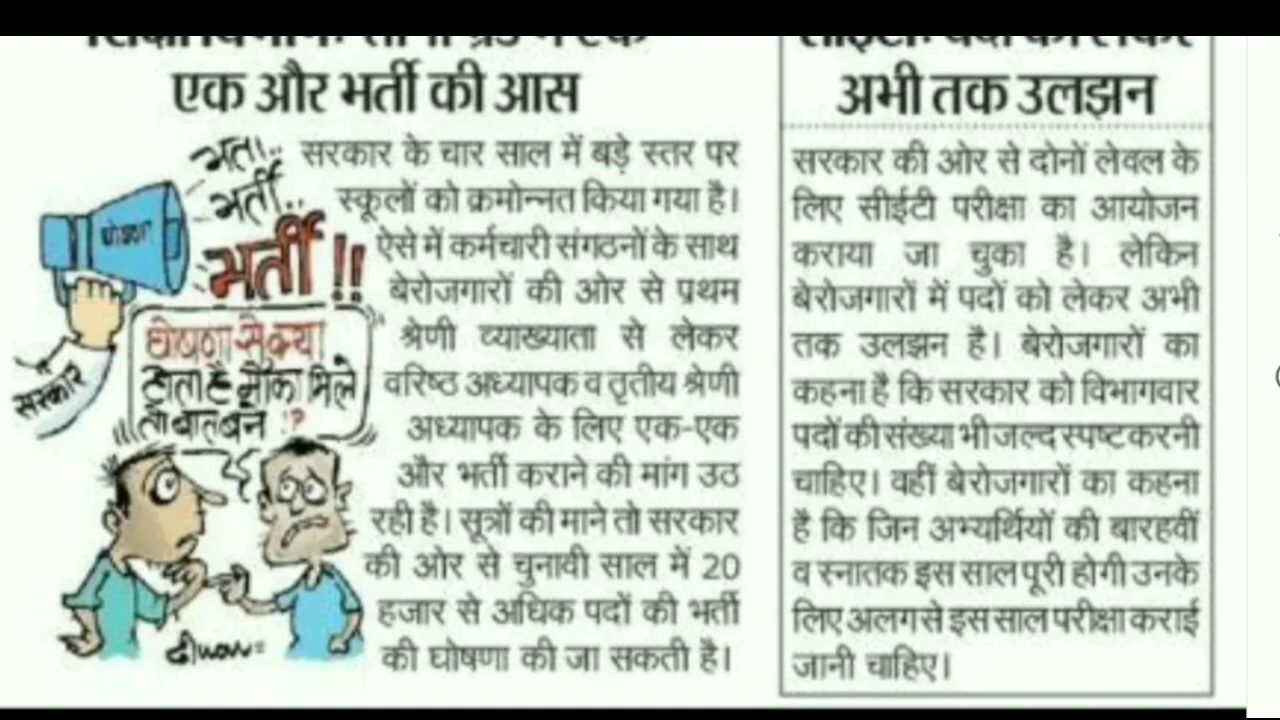 एक और भर्ती की आस
भर्ती..
भर्ती !!
घोषणा
सरकार
घोषणा से क्या
होता है मौका मिले
तो बात बने !?
सरकार के चार साल में बड़े स्तर पर
स्कूलों को क्रमोन्नत किया गया है।
ऐसे में कर्मचारी संगठनों के साथ
बेरोजगारों की ओर से प्रथम
श्रेणी व्याख्याता से लेकर
वरिष्ठ अध्यापक व तृतीय श्रेणी
अध्यापक के लिए एक-एक
और भर्ती कराने की मांग उठ
रही है। सूत्रों की माने तो सरकार
की ओर से चुनावी साल में 20
हजार से अधिक पदों की भर्ती
की घोषणा की जा सकती है।
अभी तक उलझन
सरकार की ओर से दोनों लेवल के
लिए सीईटी परीक्षा का आयोजन
कराया जा चुका है। लेकिन
बेरोजगारों में पदों को लेकर अभी
तक उलझन है। बेरोजगारों का
कहना है कि सरकार को विभागवार
पदों की संख्या भी जल्द स्पष्ट करनी
चाहिए। वहीं बेरोजगारों का कहना
है कि जिन अभ्यर्थियों की बारहवीं
व स्नातक इस साल पूरी होगी उनके
लिए अलग से इस साल परीक्षा कराई
जानी चाहिए।